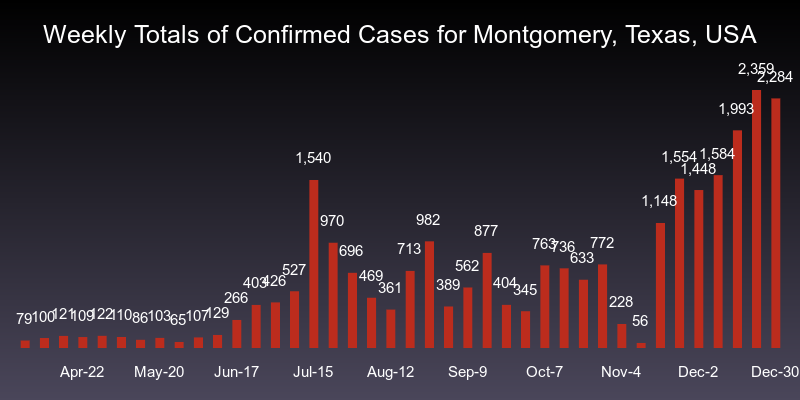 Weekly Totals of Confirmed Cases for Montgomery, Texas, USA
79 100 121 109 122 110 86 103 65 107 129 266 403 426 527 1,540 970 696 469 361 713 982 389 562 877 404 345 763 736 633 772 228 56 1,148 1,554 1,448 1,584 1,993 2,359 2,284
Apr-22 May-20 Jun-17 Jul-15 Aug-12 Sep-9 Oct-7 Nov-4 Dec-2 Dec-30